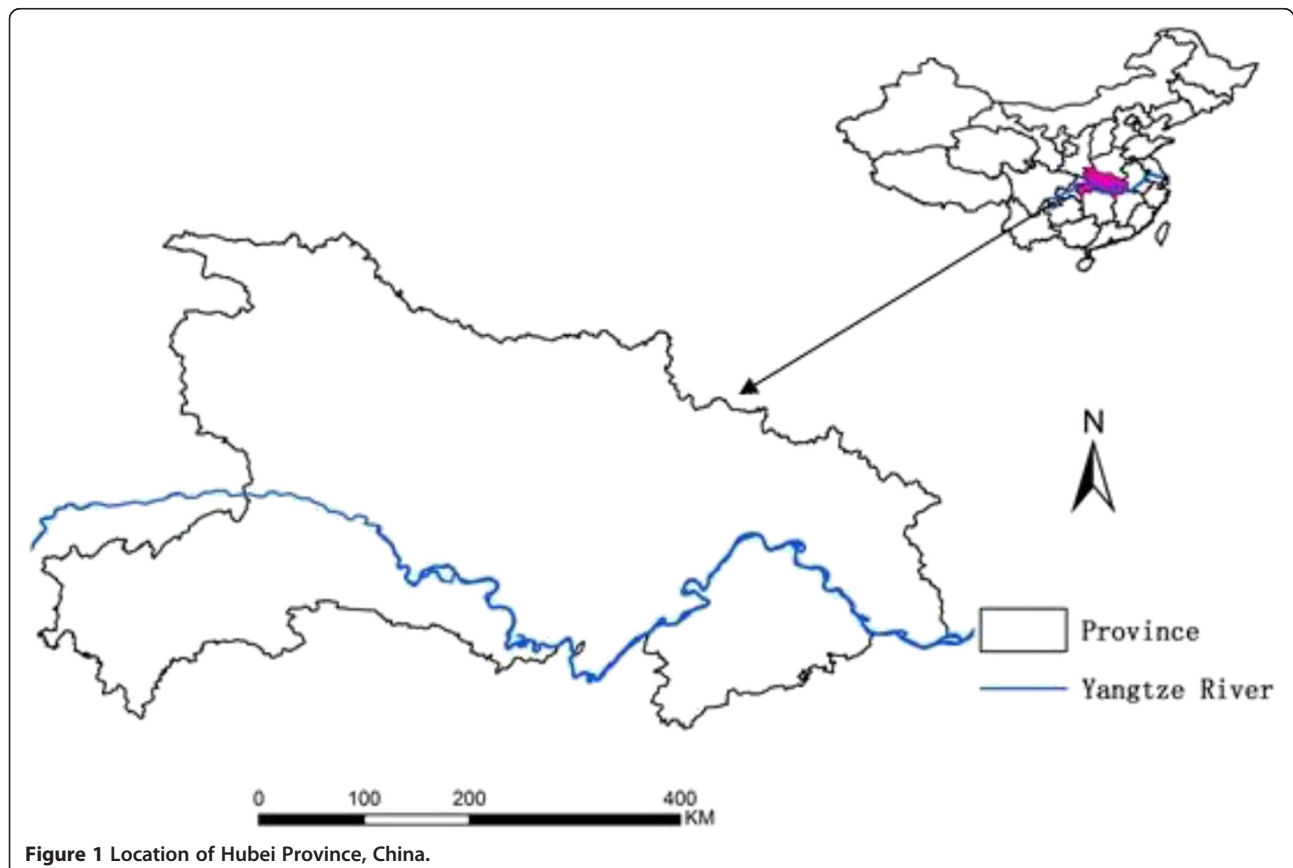 N
Province
Yangtze River
0 100 200 400
KM
Figure 1 Location of Hubei Province, China.